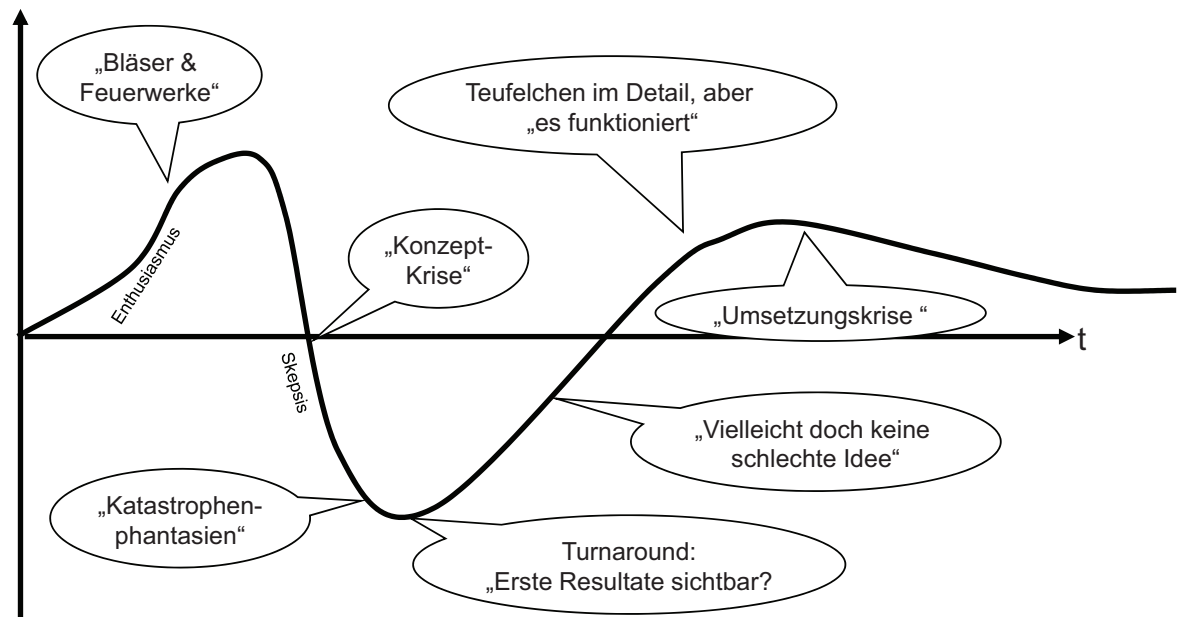 „Bläser &
Feuerwerke“
Teufelchen im Detail, aber
„es funktioniert“
Enthusiasmus
„Konzept-
Krise“
„Umsetzungskrise “
t
Skepsis
„Vielleicht doch keine
schlechte Idee“
„Katastrophen-
phantasien“
Turnaround:
„Erste Resultate sichtbar?